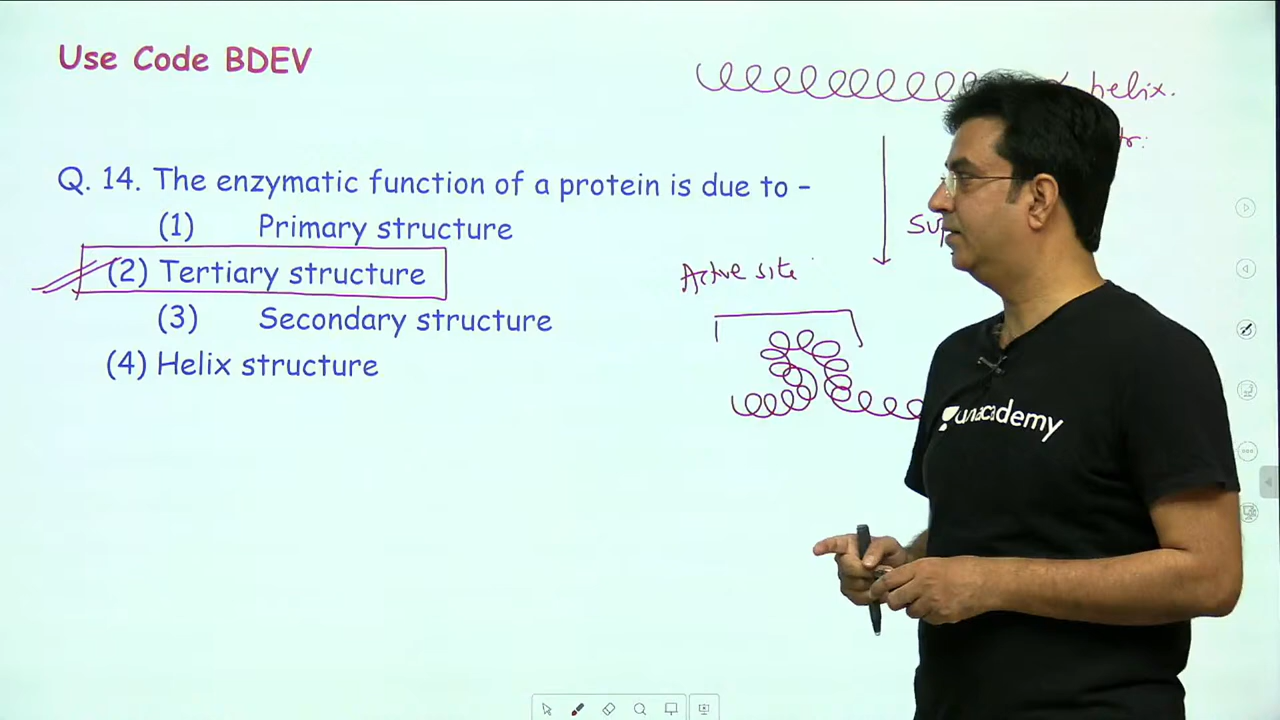 Use Code BDEV
helix.
Q. 14. The enzymatic function of a protein is due to -
(1) Primary structure
(2) Tertiary structure
(3) Secondary structure
(4) Helix structure
Active site
unacademy